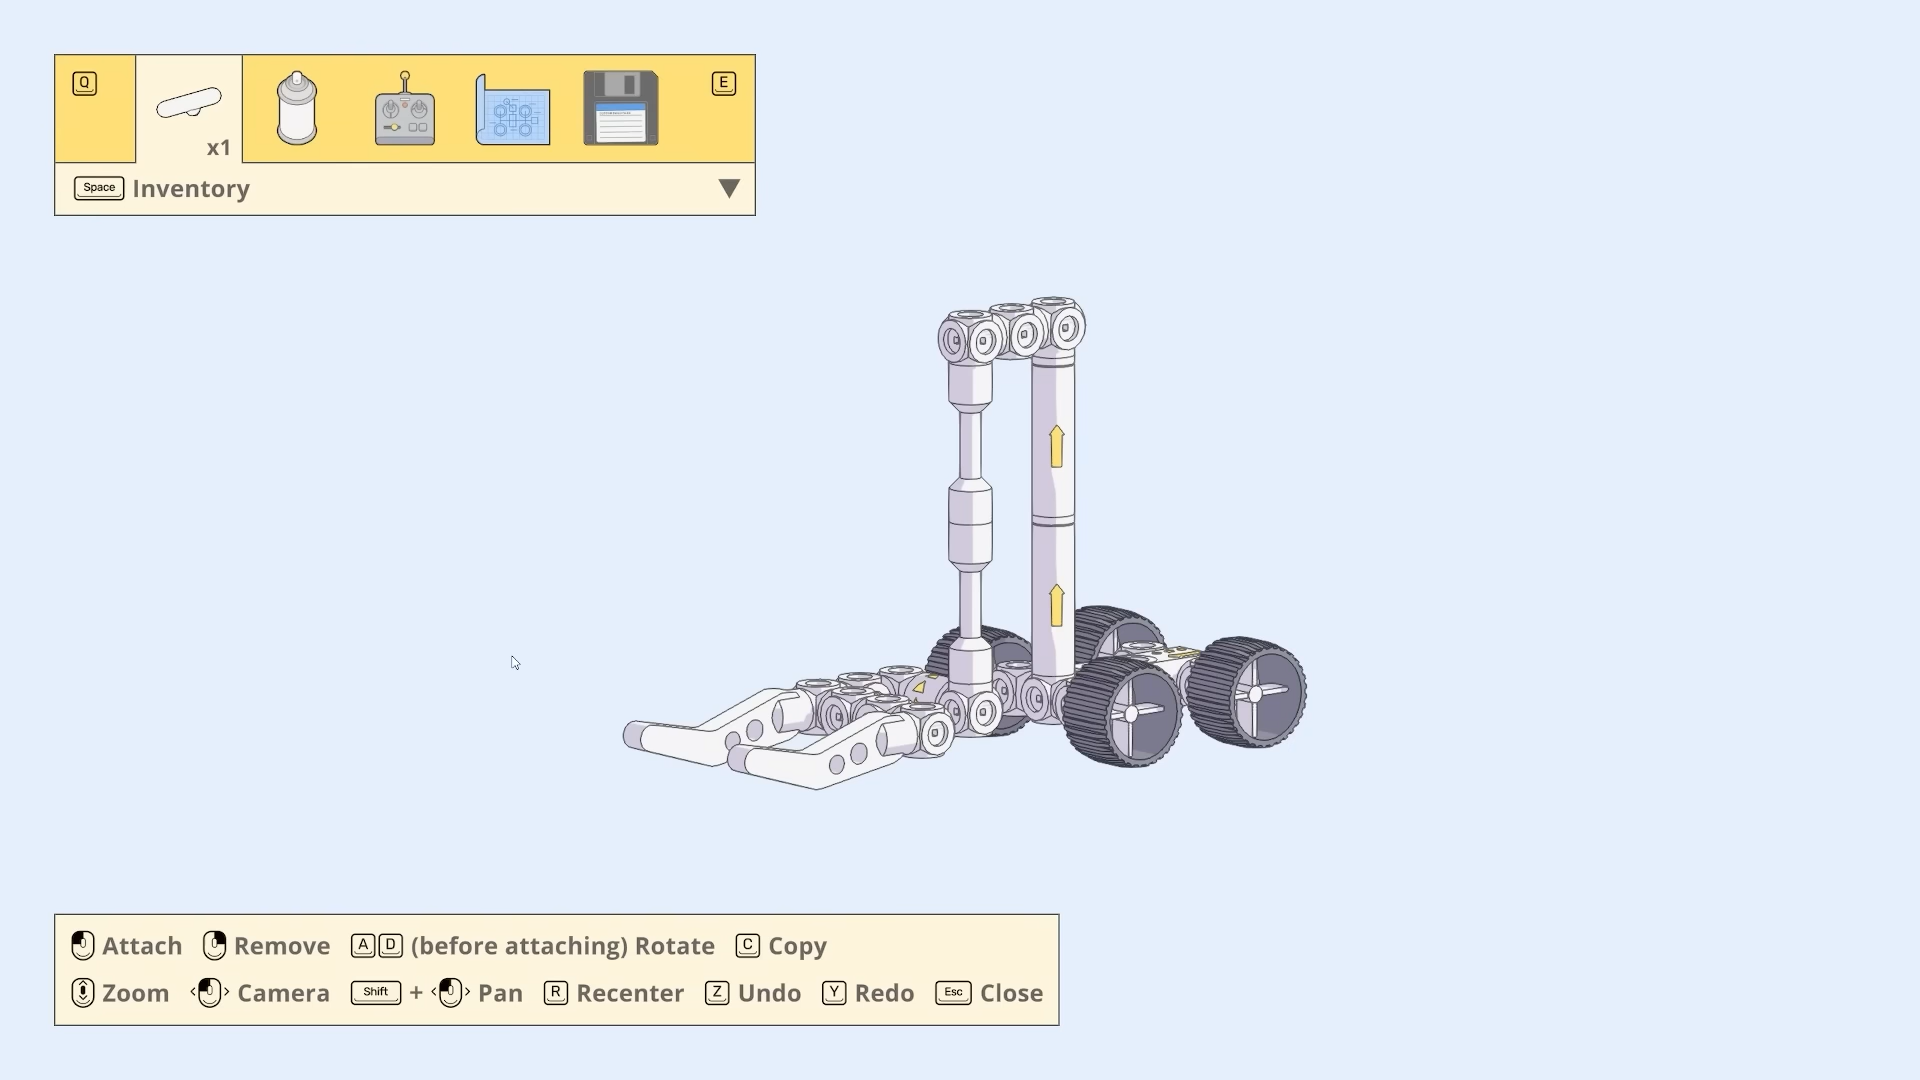 Q
E
x1
Space Inventory
Attach Remove A D (before attaching) Rotate C Copy
Zoom Camera Shift + Pan R Recenter Z Undo Y Redo Esc Close